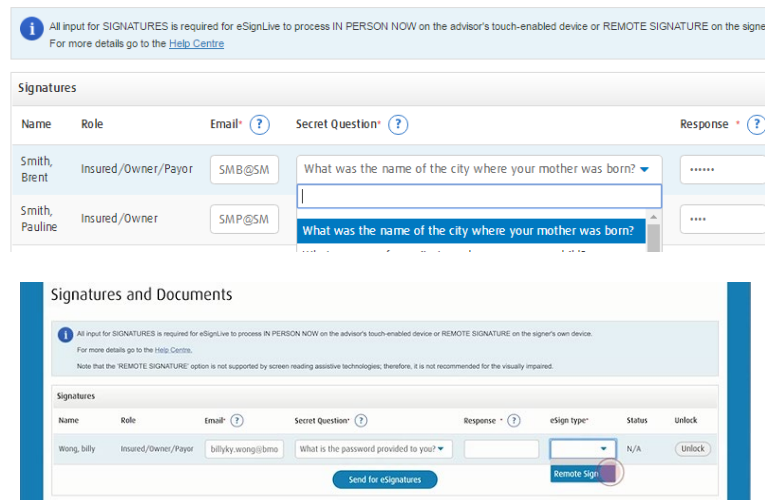 All input for SIGNATURES is required for eSignLive to process IN PERSON NOW on the advisor's touch-enabled device or REMOTE SIGNATURE on the signe
For more details go to the Help Centre
Signatures
Name Role Email* ? Secret Question* ? Response * ?
Smith, Brent Insured/Owner/Payor SMB@SM What was the name of the city where your mother was born? ······
Smith, Pauline Insured/Owner SMP@SM ····
What was the name of the city where your mother was born?
Signatures and Documents
All input for SIGNATURES is required for eSignLive to process IN PERSON NOW on the advisor's touch-enabled device or REMOTE SIGNATURE on the signer's own device.
For more details go to the Help Centre.
Note that the 'REMOTE SIGNATURE' option is not supported by screen reading assistive technologies; therefore, it is not recommended for the visually impaired.
Signatures
Name Role Email* ? Secret Question* ? Response * ? eSign type* Status Unlock
Wong, billy Insured/Owner/Payor billyky.wong@bmo What is the password provided to you? N/A Unlock
Remote Sign
Send for eSignatures